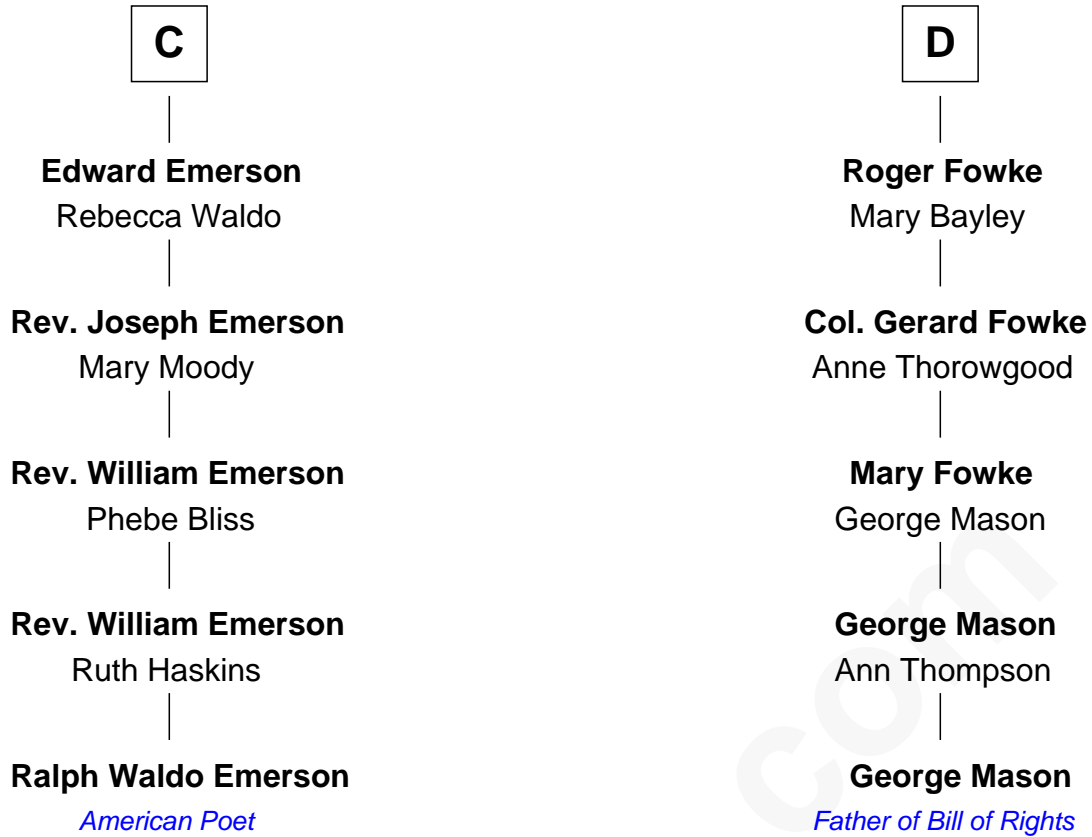 C
Edward Emerson
Rebecca Waldo
Rev. Joseph Emerson
Mary Moody
Rev. William Emerson
Phebe Bliss
Rev. William Emerson
Ruth Haskins
Ralph Waldo Emerson
American Poet
D
Roger Fowke
Mary Bayley
Col. Gerard Fowke
Anne Thorowgood
Mary Fowke
George Mason
George Mason
Ann Thompson
George Mason
Father of Bill of Rights
com